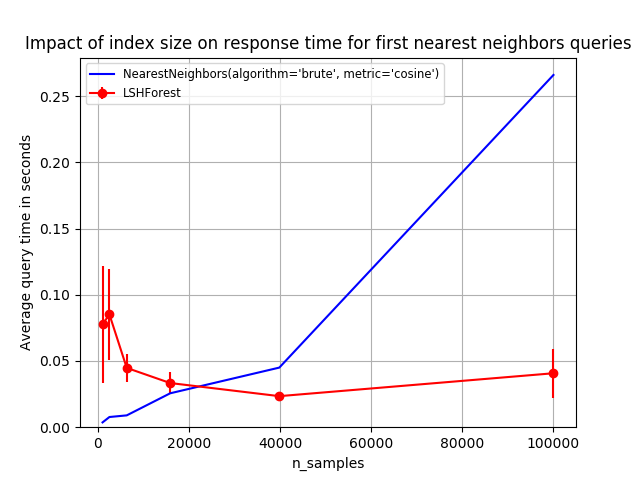 Impact of index size on response time for first nearest neighbors queries
NearestNeighbors(algorithm='brute', metric='cosine')
LSHForest
Average query time in seconds
0.25
0.20
0.15
0.10
0.05
0.00
0 20000 40000 60000 80000 100000
n_samples